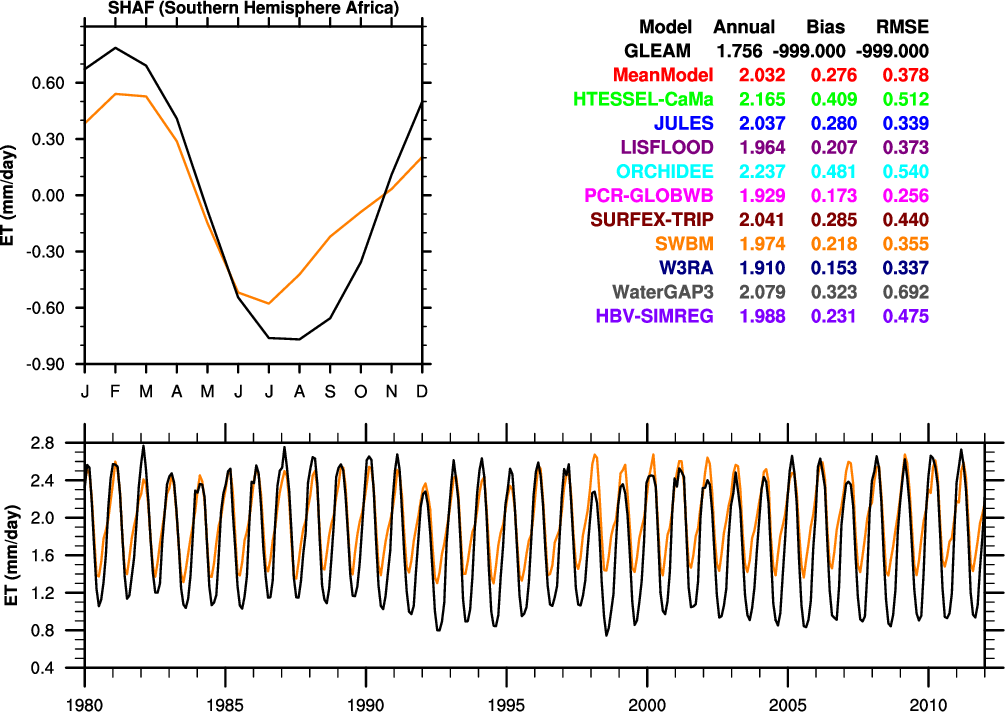 SHAF (Southern Hemisphere Africa)
ET (mm/day)
0.60
0.30
0.00
-0.30
-0.60
-0.90
J F M A M J J A S O N D
Model Annual Bias RMSE
GLEAM 1.756 -999.000 -999.000
MeanModel 2.032 0.276 0.378
HTESSEL-CaMa 2.165 0.409 0.512
JULES 2.037 0.280 0.339
LISFLOOD 1.964 0.207 0.373
ORCHIDEE 2.237 0.481 0.540
PCR-GLOBWB 1.929 0.173 0.256
SURFEX-TRIP 2.041 0.285 0.440
SWBM 1.974 0.218 0.355
W3RA 1.910 0.153 0.337
WaterGAP3 2.079 0.323 0.692
HBV-SIMREG 1.988 0.231 0.475
ET (mm/day)
2.8
2.4
2.0
1.6
1.2
0.8
0.4
1980 1985 1990 1995 2000 2005 2010